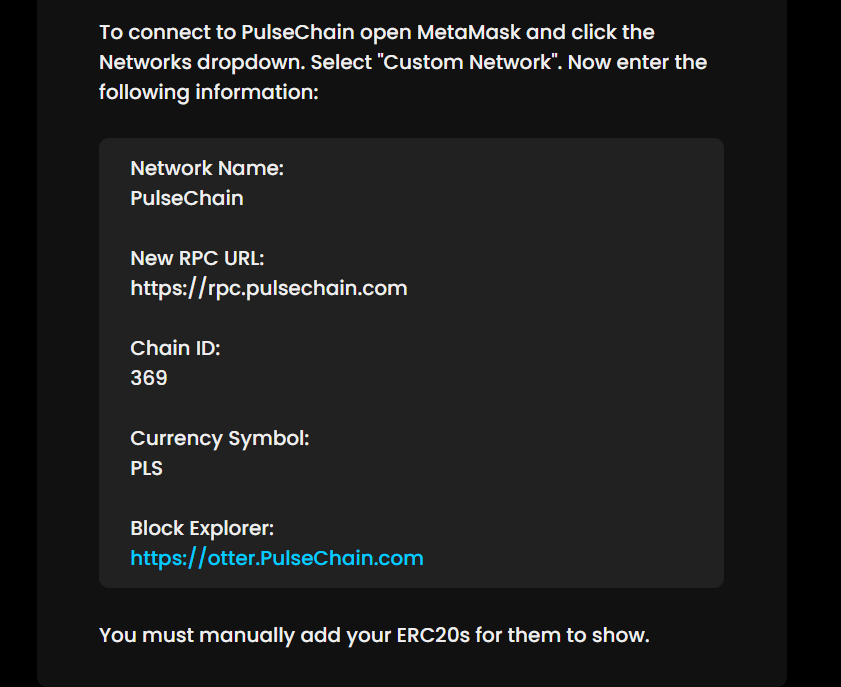 To connect to PulseChain open MetaMask and click the
Networks dropdown. Select "Custom Network". Now enter the
following information:
Network Name:
PulseChain
New RPC URL:
https://rpc.pulsechain.com
Chain ID:
369
Currency Symbol:
PLS
Block Explorer:
https://otter.PulseChain.com
You must manually add your ERC20s for them to show.